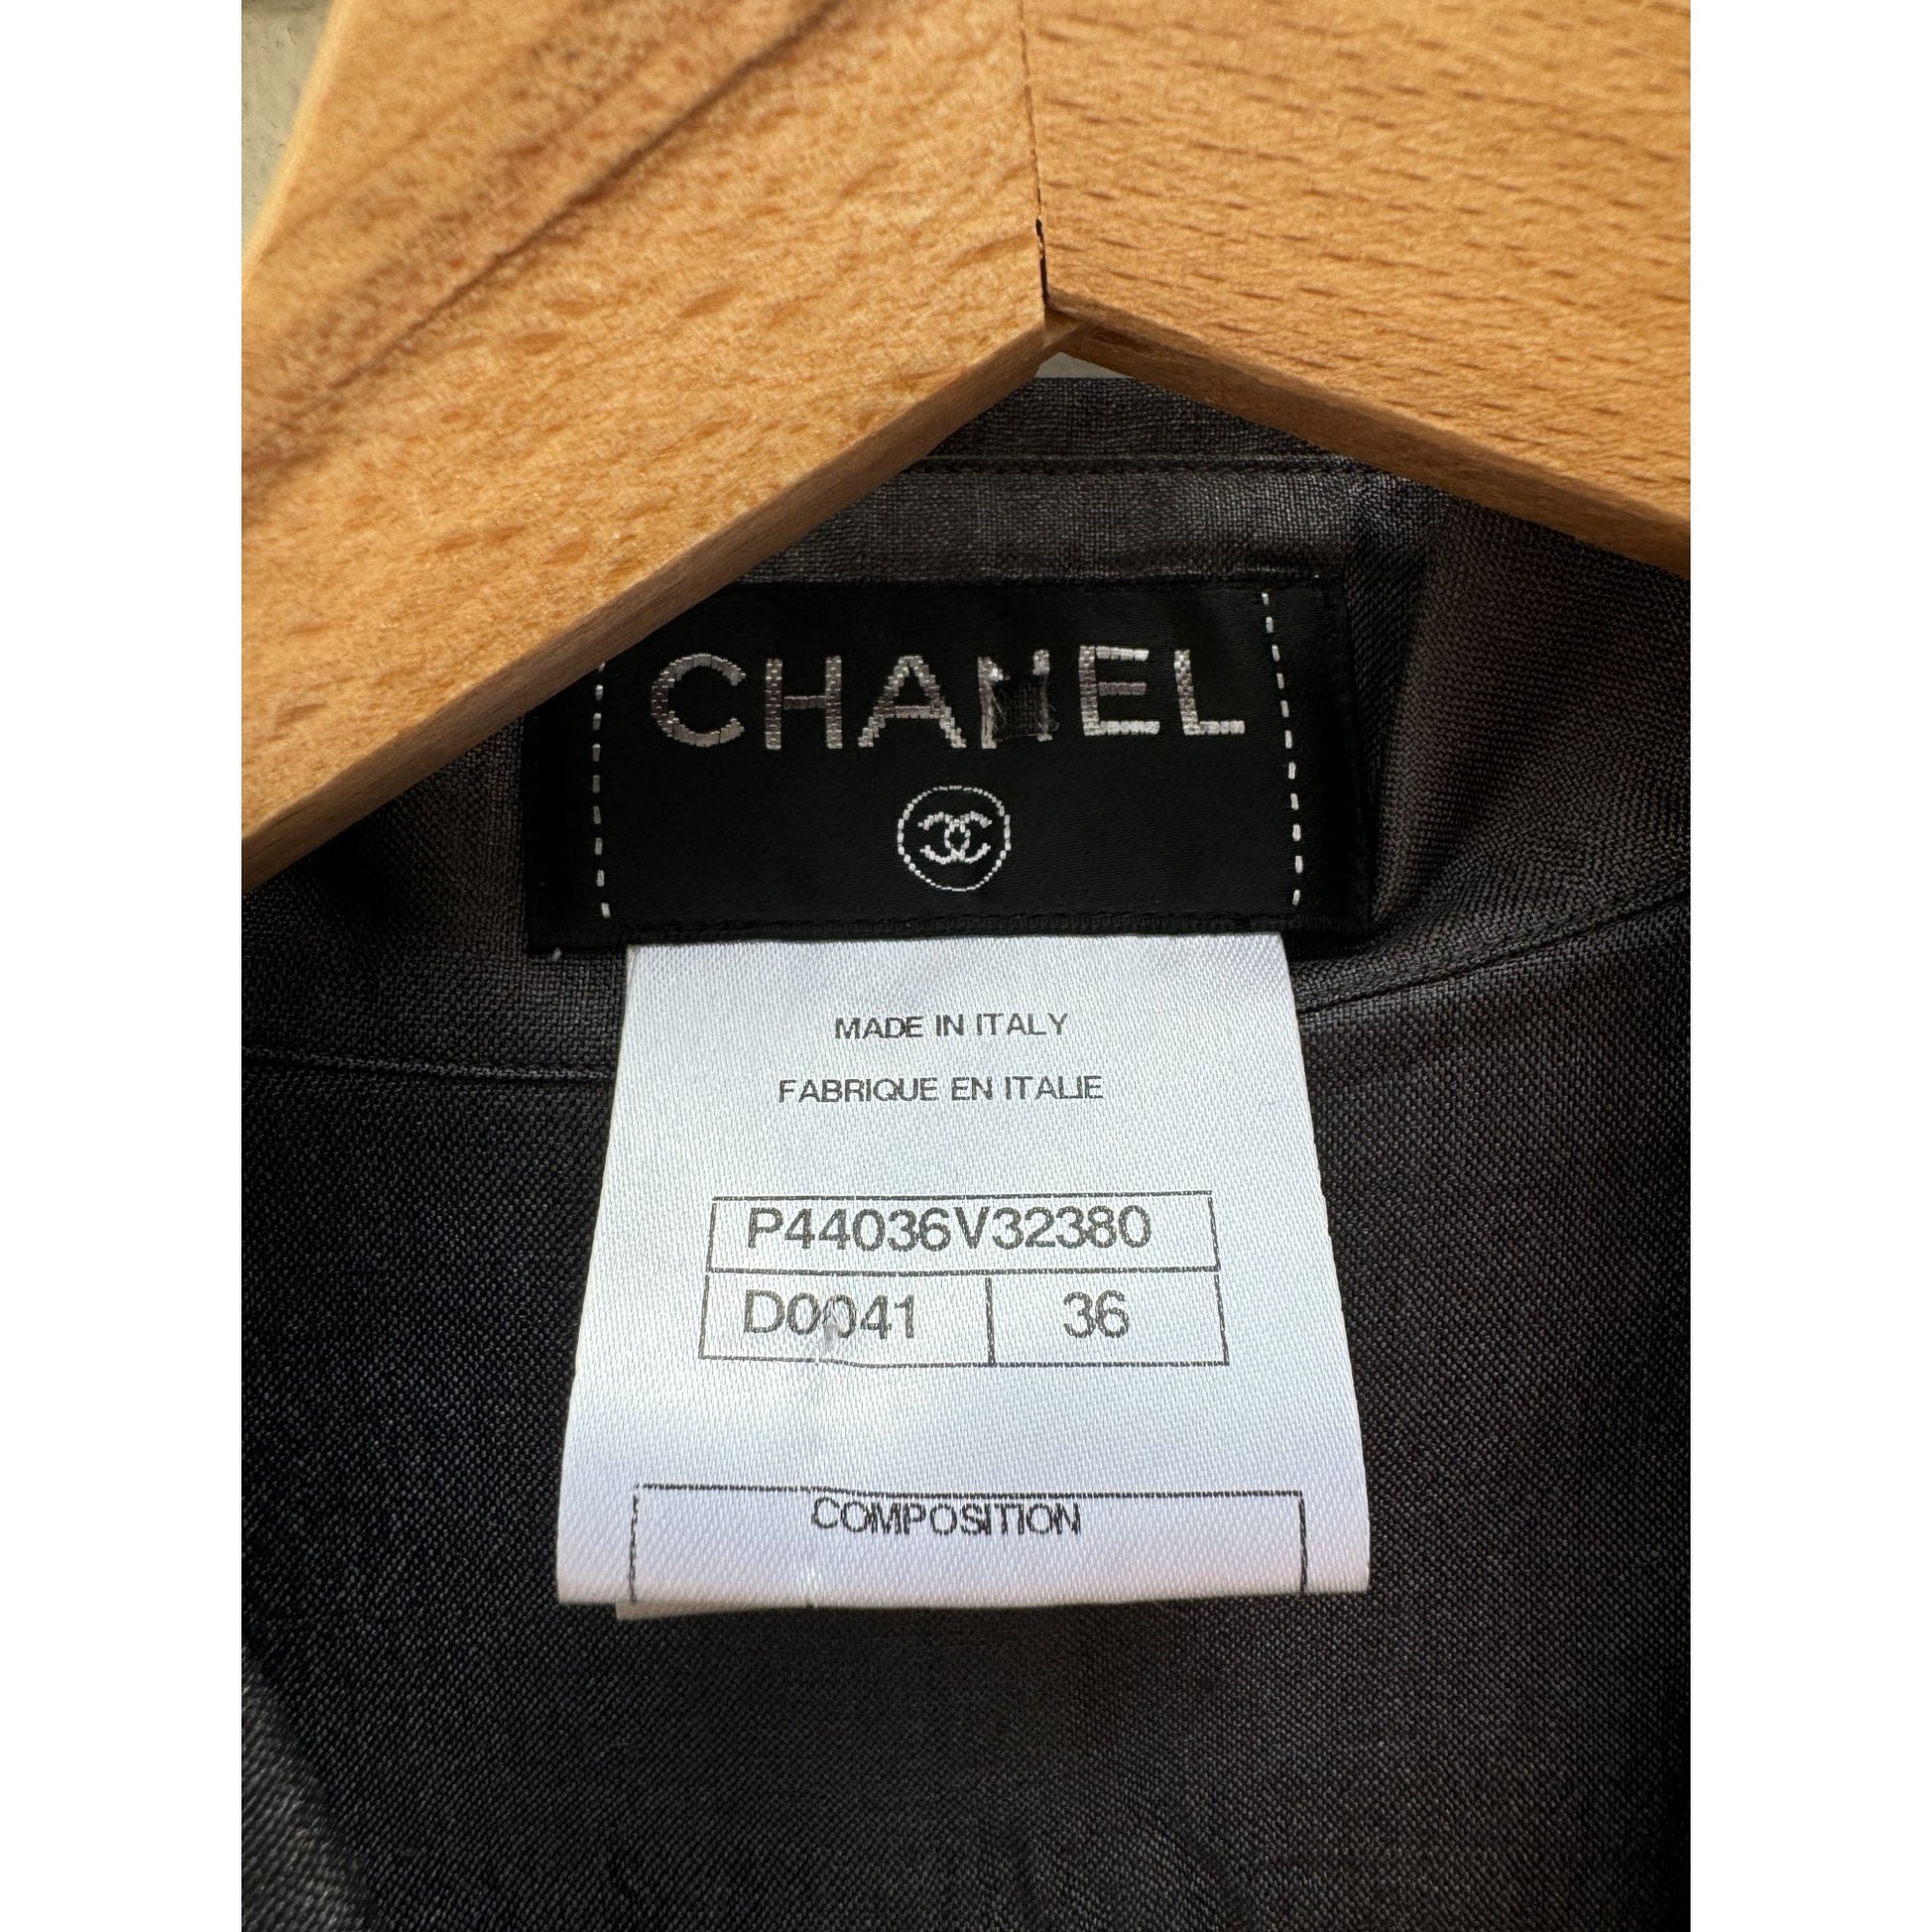 CHANEL
MADE IN ITALY
FABRIQUE EN ITALIE
P44036V32380
D0041 36
COMPOSITION